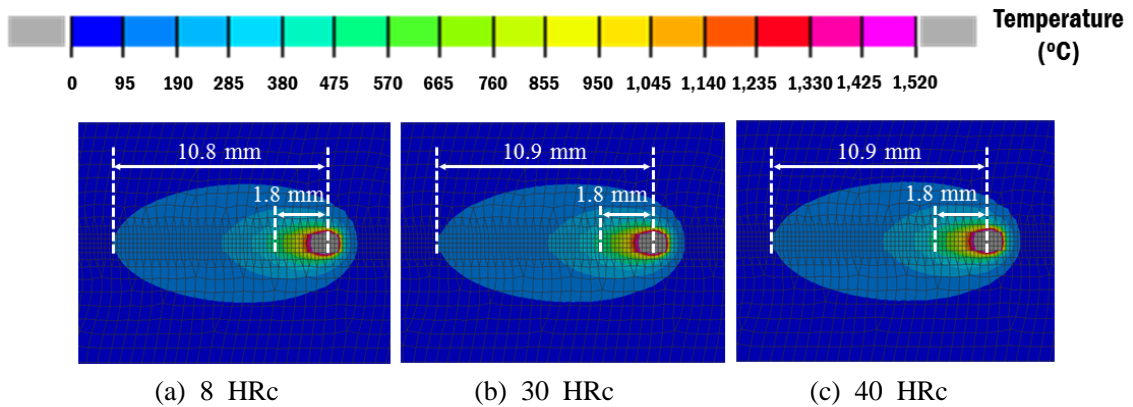 Temperature
(ºC)
0 95 190 285 380 475 570 665 760 855 950 1,045 1,140 1,235 1,330 1,425 1,520
10.8 mm 10.9 mm 10.9 mm
1.8 mm 1.8 mm 1.8 mm
(a) 8 HRc (b) 30 HRc (c) 40 HRc